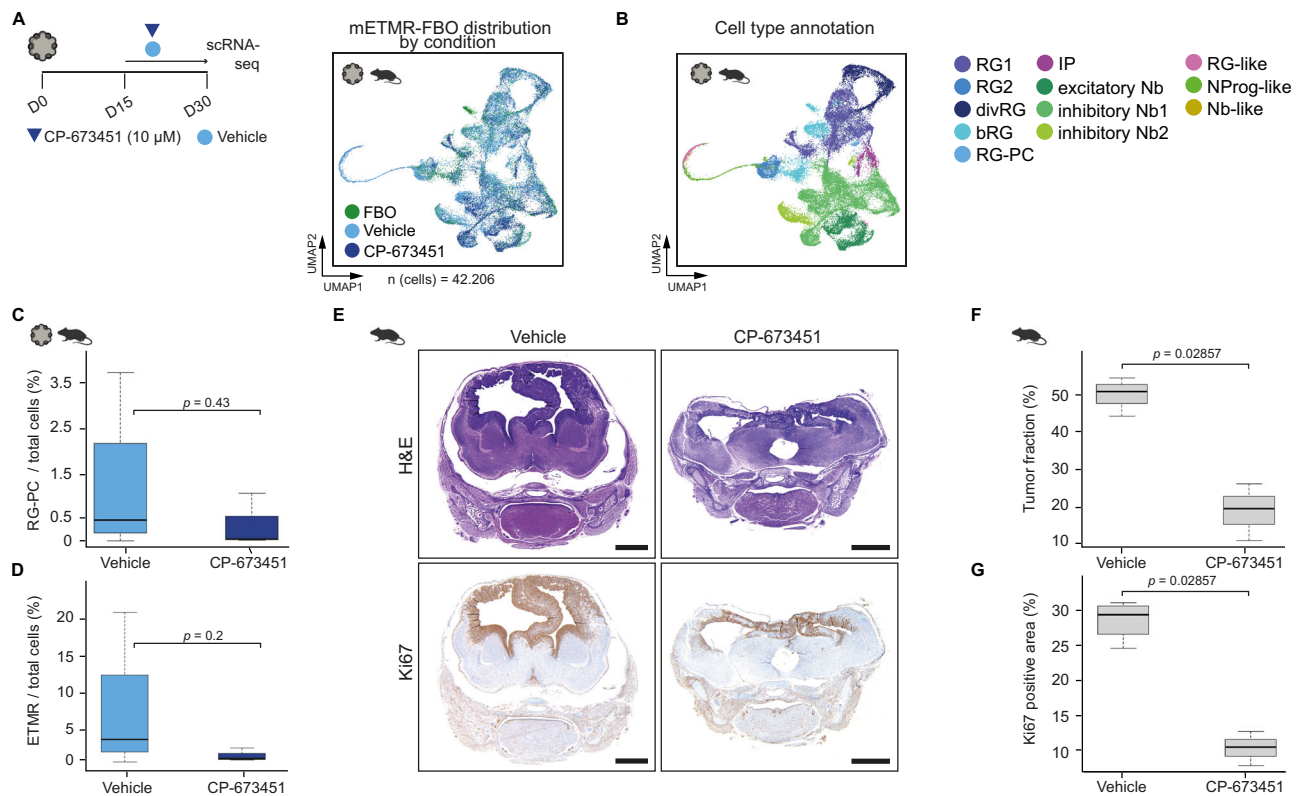 A
scRNA-
seq
D0
D15
D30
CP-673451 (10 µM)
Vehicle
mETMR-FBO distribution
by condition
FBO
Vehicle
CP-673451
UMAP2
UMAP1
n (cells) = 42.206
B
Cell type annotation
UMAP2
UMAP1
RG1
RG2
divRG
bRG
RG-PC
IP
excitatory Nb
inhibitory Nb1
inhibitory Nb2
RG-like
NProg-like
Nb-like
C
RG-PC / total cells (%)
3.5
2.5
1.5
0.5
0
p = 0.43
Vehicle
CP-673451
D
ETMR / total cells (%)
20
15
10
5
0
p = 0.2
Vehicle
CP-673451
E
Vehicle
CP-673451
H&E
Ki67
F
Tumor fraction (%)
50
40
30
20
10
p = 0.02857
Vehicle
CP-673451
G
Ki67 positive area (%)
30
25
20
15
10
p = 0.02857
Vehicle
CP-673451